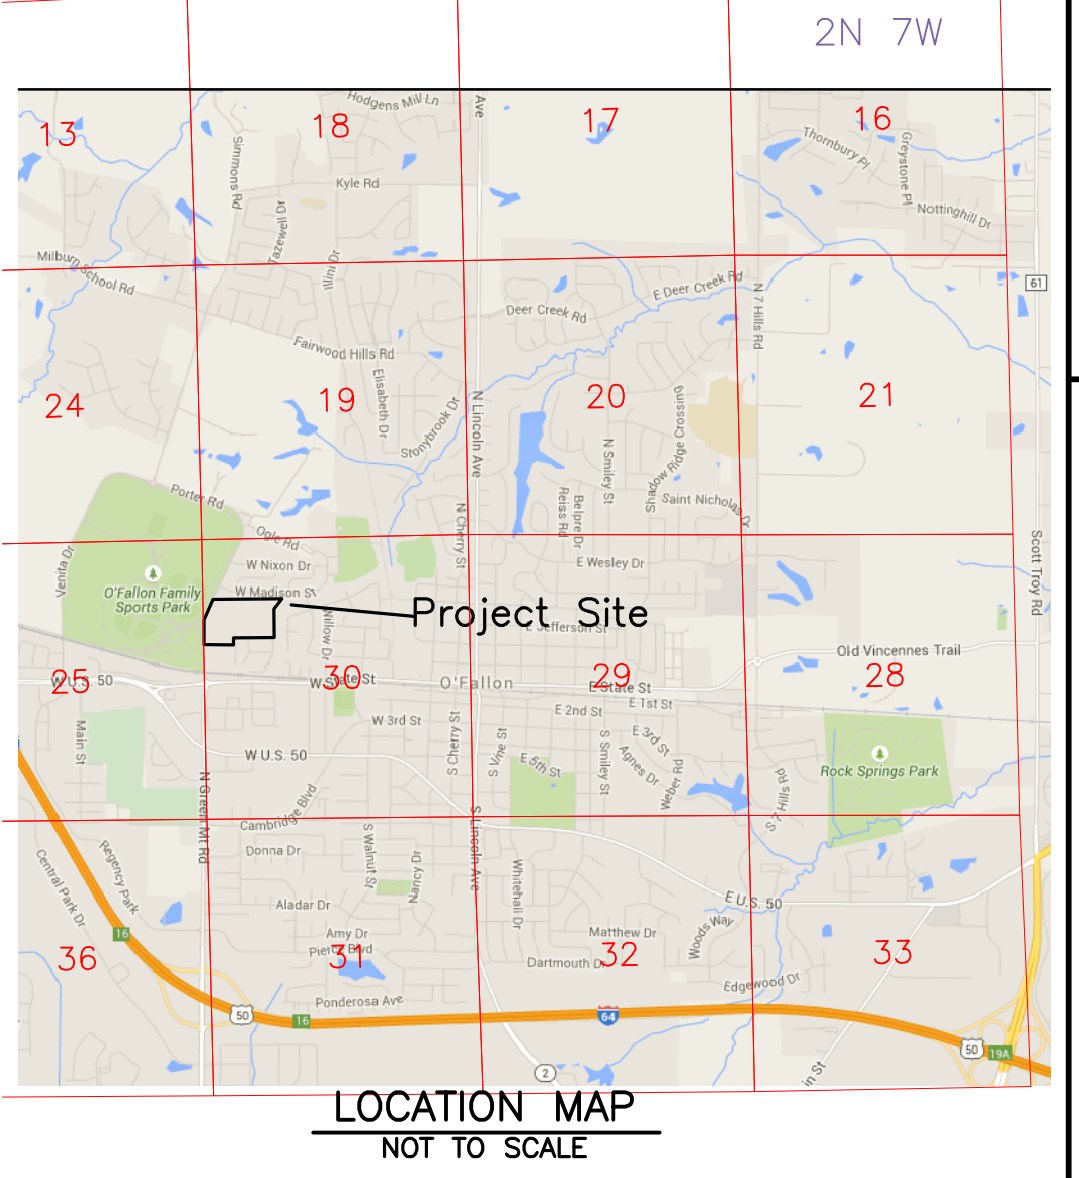 2N 7W
Hodgens Mill Ln
Ave
13
18
17
16
Simmons Rd
Thornbury Pl
Greystone Pl
Kyle Rd
Tazewell Dr
Nottinghill Dr
Milburn School Rd
Illini Dr
E Deer Creek Rd
61
N 7 Hills Rd
Deer Creek Rd
Fairwood Hills Rd
Elisabeth Dr
24
19
20
21
N Lincoln Ave
Stonybrook Dr
Shadow Ridge Crossing
N Smiley St
Porter Rd
Reiss Rd
Belpre Dr
Saint Nicholas Dr
N Cherry St
Ogle Rd
Scott Troy Rd
Venita Dr
W Nixon Dr
E Wesley Dr
O'Fallon Family
Sports Park
W Madison St
Project Site
E Jefferson St
Willow Dr
Old Vincennes Trail
25
W U.S. 50
30
W State St
O'Fallon
29
E State St
28
E 1st St
E 2nd St
W 3rd St
Main St
S Cherry St
S Vine St
E 3rd St
S Smiley St
Agnes Dr
Weber Rd
W U.S. 50
E 5th St
Rock Springs Park
S 7 Hills Rd
N Green Mt Rd
Cambridge Blvd
S Lincoln Ave
Donna Dr
S Walnut St
Nancy Dr
Whitehall Dr
Central Park Dr
Regency Park
Aladar Dr
E U.S. 50
16
Amy Dr
Pierce Blvd
Matthew Dr
Woods Way
36
31
32
33
Dartmouth Dr
Edgewood Dr
Ponderosa Ave
50
16
64
50
19A
2
in St
LOCATION MAP
NOT TO SCALE